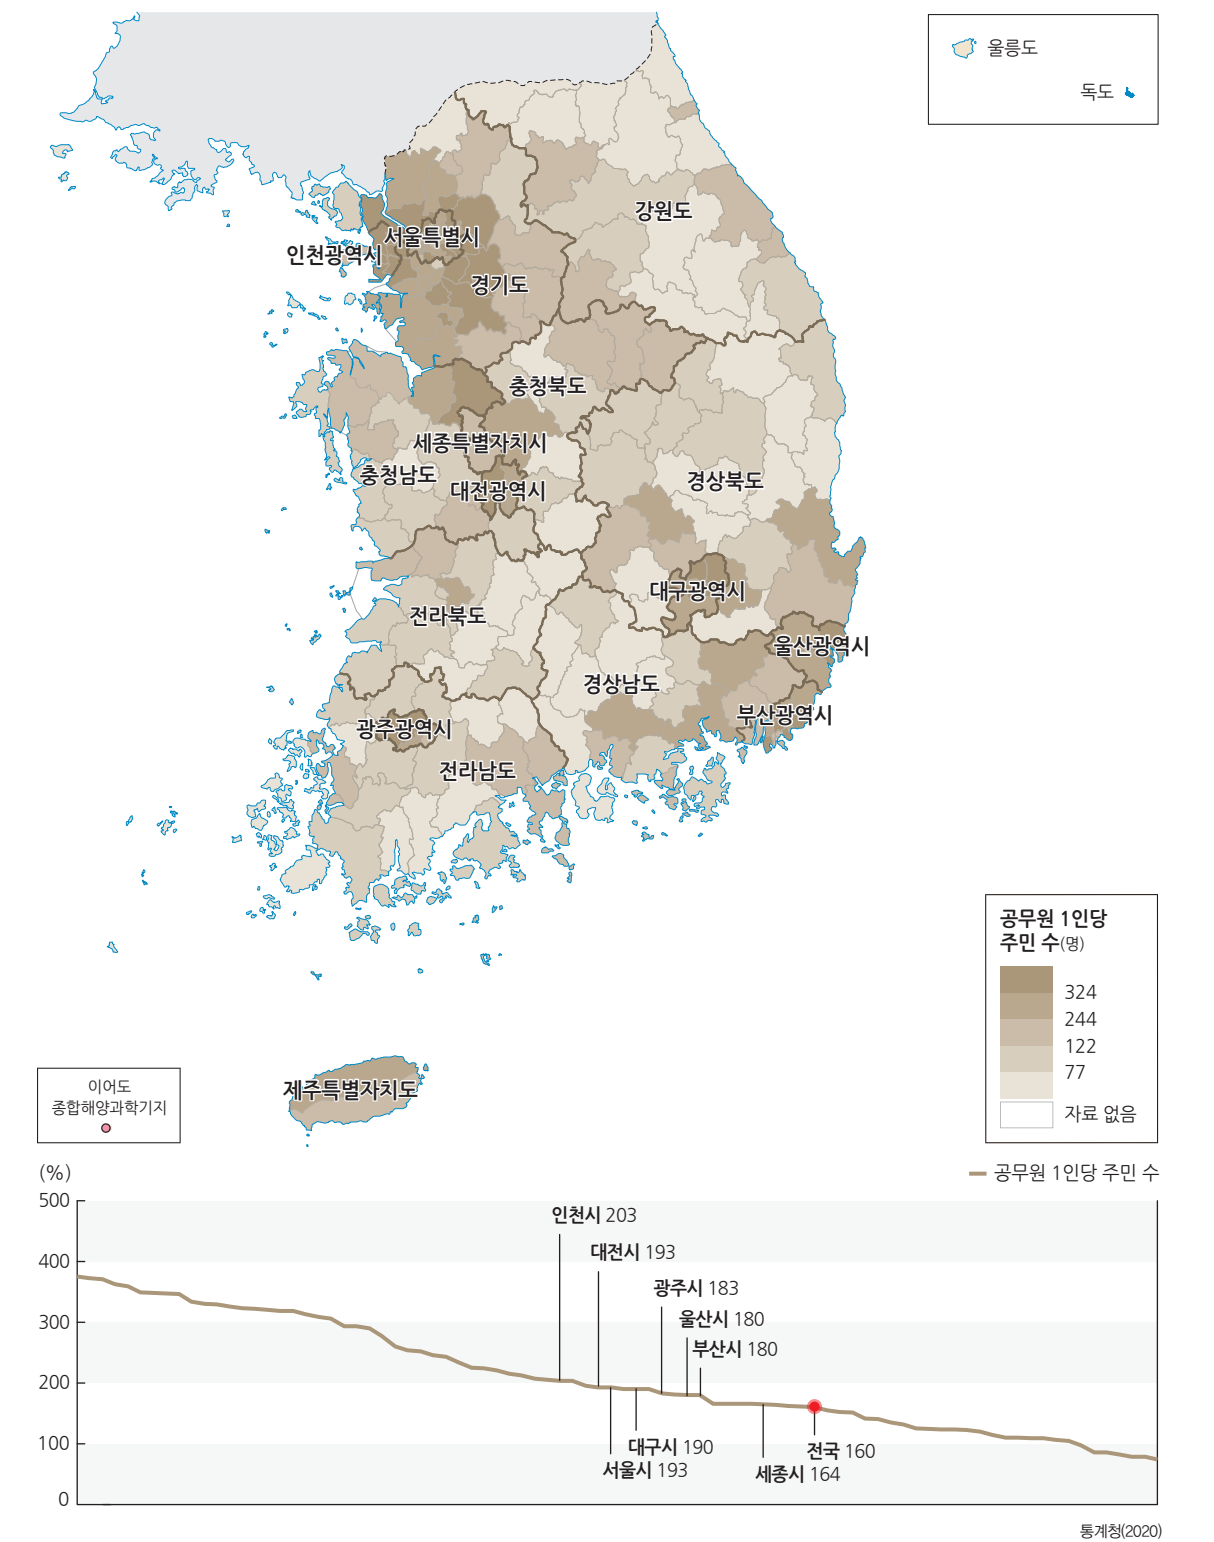 울릉도
독도
강원도
서울특별시
인천광역시
경기도
충청북도
세종특별자치시
충청남도
대전광역시
경상북도
대구광역시
전라북도
울산광역시
경상남도
부산광역시
광주광역시
전라남도
제주특별자치도
이어도
종합해양과학기지
공무원 1인당
주민 수(명)
324
244
122
77
자료 없음
(%)
공무원 1인당 주민 수
500
400
300
200
100
0
인천시 203
대전시 193
광주시 183
울산시 180
부산시 180
대구시 190
서울시 193
전국 160
세종시 164
통계청(2020)